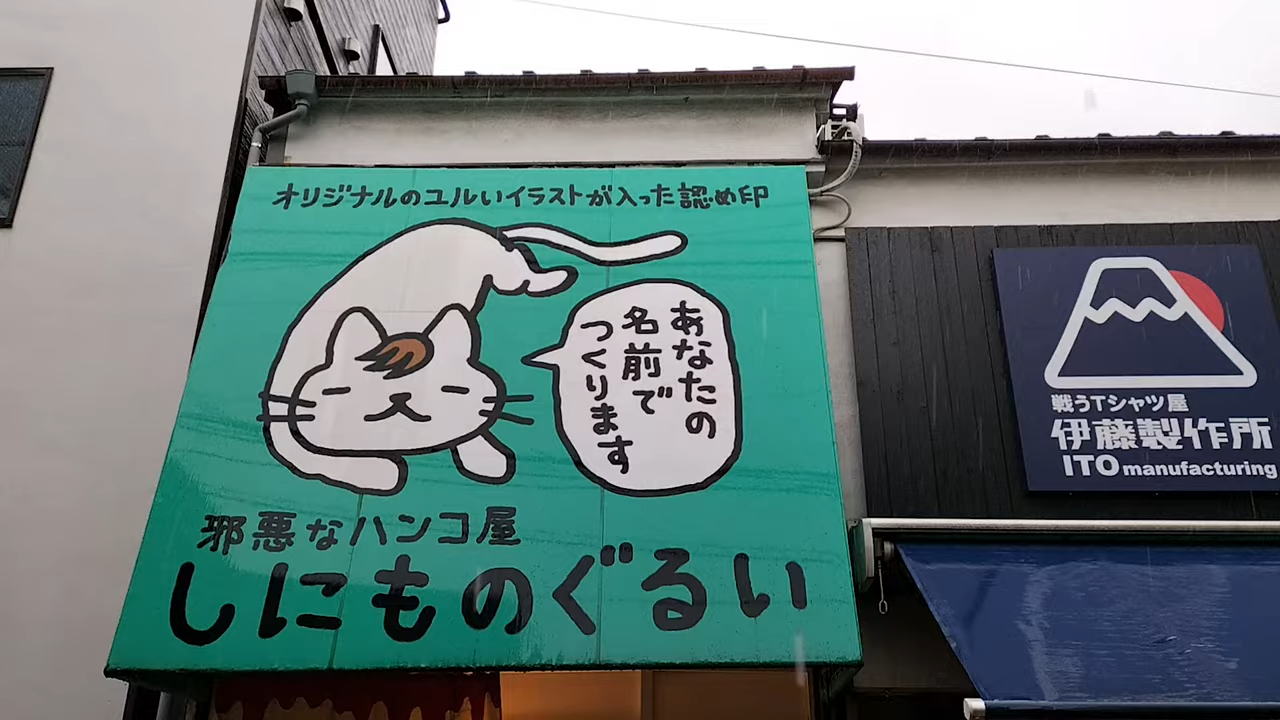 オリジナルのユルいイラストが入った認め印
あなたの
名前で
つくります
邪悪なハンコ屋
しにものぐるい
戦うTシャツ屋
伊藤製作所
ITO manufacturing